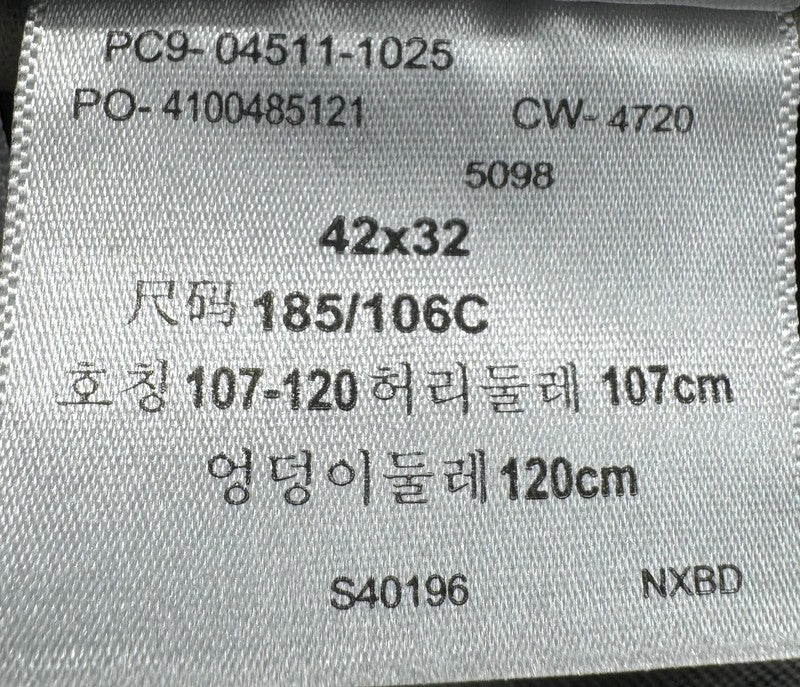 PC9- 04511-1025
PO- 4100485121 CW- 4720
5098
42x32
尺码 185/106C
호칭 107-120 허리둘레 107cm
엉덩이둘레 120cm
S40196 NXBD